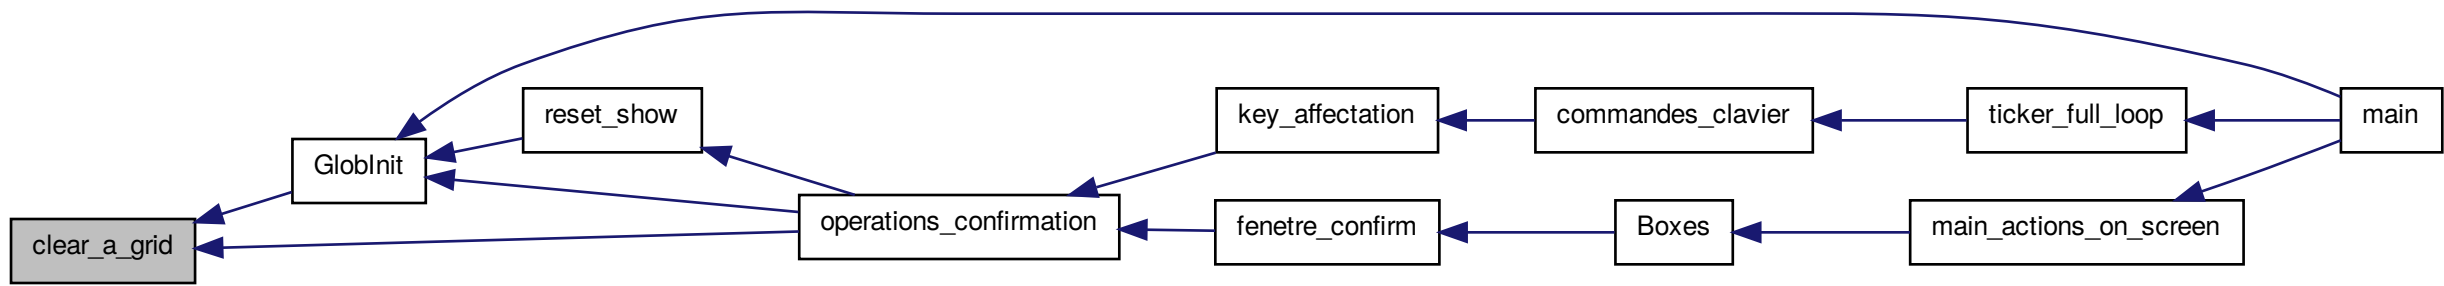 clear_a_grid
GlobInit
reset_show
operations_confirmation
key_affectation
commandes_clavier
ticker_full_loop
main
fenetre_confirm
Boxes
main_actions_on_screen